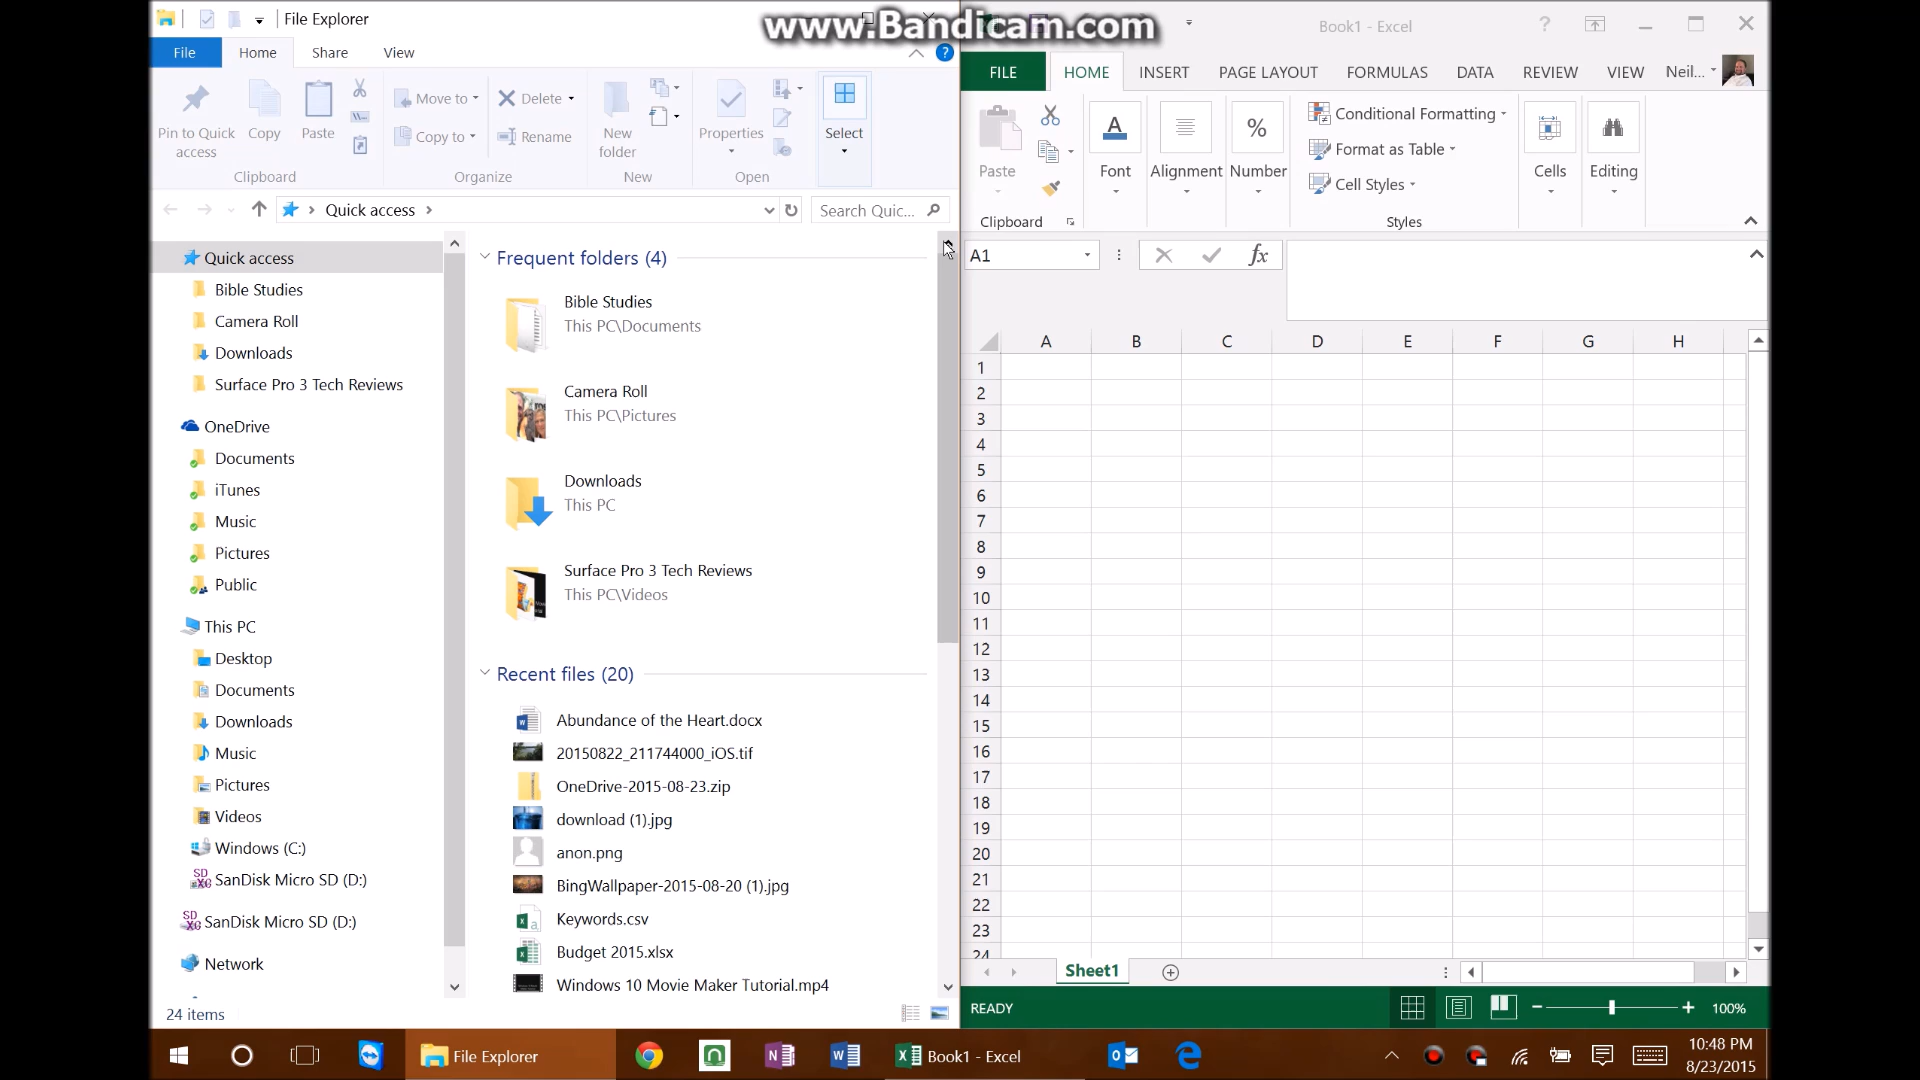 File Explorer
www.Bandicam.com
Book1 - Excel
?
File
Home
Share
View
?
FILE
HOME
INSERT
PAGE LAYOUT
FORMULAS
DATA
REVIEW
VIEW
Neil...
Pin to Quick access
Copy
Paste
Move to
Copy to
Delete
Rename
New folder
Properties
Select
Clipboard
Organize
New
Open
Paste
Font
Alignment
Number
%
Conditional Formatting
Format as Table
Cell Styles
Cells
Editing
Clipboard
Styles
Quick access
Search Quic...
A1
fx
Quick access
Bible Studies
Camera Roll
Downloads
Surface Pro 3 Tech Reviews
OneDrive
Documents
iTunes
Music
Pictures
Public
This PC
Desktop
Documents
Downloads
Music
Pictures
Videos
Windows (C:)
SanDisk Micro SD (D:)
SanDisk Micro SD (D:)
Network
24 items
Frequent folders (4)
Bible Studies
This PC\Documents
Camera Roll
This PC\Pictures
Downloads
This PC
Surface Pro 3 Tech Reviews
This PC\Videos
Recent files (20)
Abundance of the Heart.docx
20150822_211744000_iOS.tif
OneDrive-2015-08-23.zip
download (1).jpg
anon.png
BingWallpaper-2015-08-20 (1).jpg
Keywords.csv
Budget 2015.xlsx
Windows 10 Movie Maker Tutorial.mp4
A B C D E F G H
1
2
3
4
5
6
7
8
9
10
11
12
13
14
15
16
17
18
19
20
21
22
23
24
Sheet1
READY
100%
File Explorer
Book1 - Excel
10:48 PM
8/23/2015